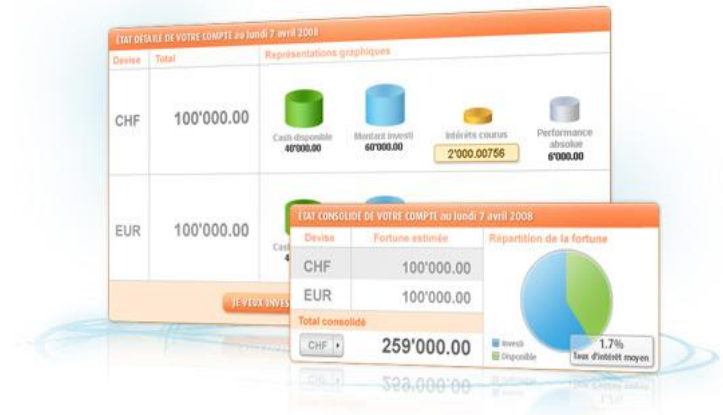 ÉTAT DÉTAILÉ DE VOTRE COMPTE au lundi 7 avril 2008
Devise Total Représentations graphiques
CHF 100'000.00
Cash disponible
40'000.00
Montant investi
60'000.00
Intérêts courus
2'000.00756
Performance absolue
6'000.00
EUR 100'000.00
JE VEUX
ÉTAT CONSOLIDÉ DE VOTRE COMPTE au lundi 7 avril 2008
Devise Fortune estimée Répartition de la fortune
CHF 100'000.00
EUR 100'000.00
Total consolidé
CHF 259'000.00
Investi
Disponible
1.7%
Taux d'intérêt moyen